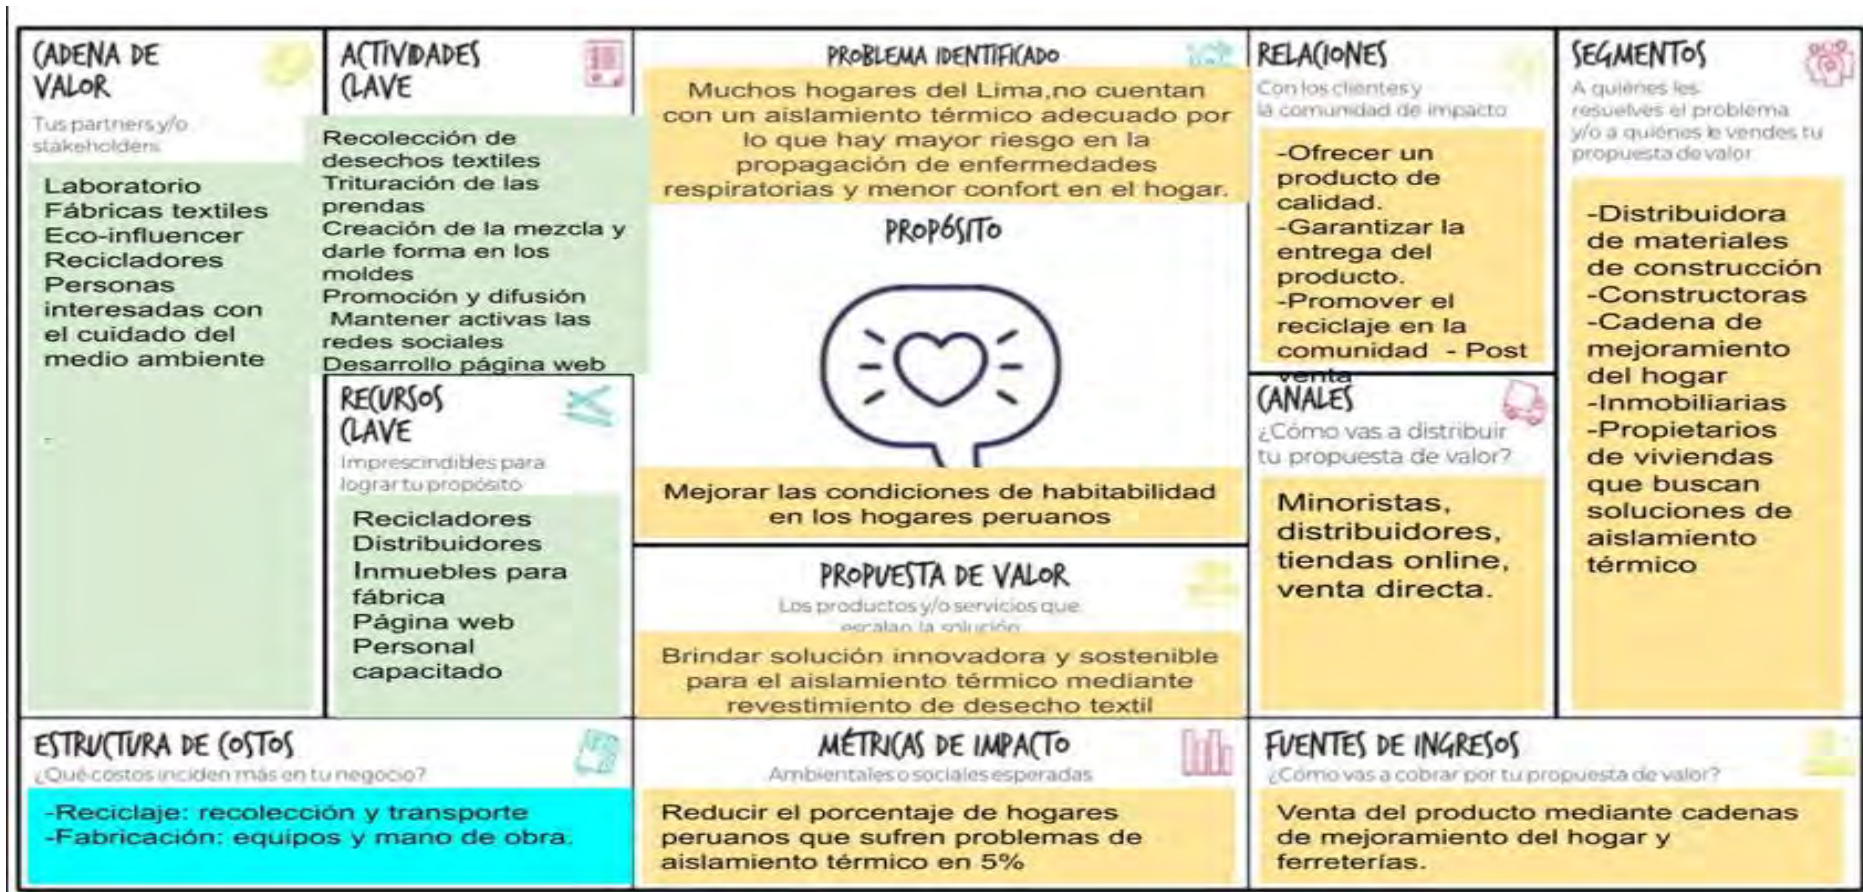 CADENA DE
VALOR
Tus partners y/o
stakeholders
Laboratorio
Fábricas textiles
Eco-influencer
Recicladores
Personas
interesadas con
el cuidado del
medio ambiente
ACTIVIDADES
CLAVE
Recolección de
desechos textiles
Trituración de las
prendas
Creación de la mezcla y
darle forma en los
moldes
Promoción y difusión
Mantener activas las
redes sociales
Desarrollo página web
RECURSOS
CLAVE
Imprescindibles para
lograr tu propósito
Recicladores
Distribuidores
Inmuebles para
fábrica
Página web
Personal
capacitado
PROBLEMA IDENTIFICADO
Muchos hogares del Lima,no cuentan
con un aislamiento térmico adecuado por
lo que hay mayor riesgo en la
propagación de enfermedades
respiratorias y menor confort en el hogar.
PROPÓSITO
Mejorar las condiciones de habitabilidad
en los hogares peruanos
PROPUESTA DE VALOR
Los productos y/o servicios que
escalan la solución
Brindar solución innovadora y sostenible
para el aislamiento térmico mediante
revestimiento de desecho textil
RELACIONES
Con los clientes y
la comunidad de impacto
-Ofrecer un
producto de
calidad.
-Garantizar la
entrega del
producto.
-Promover el
reciclaje en la
comunidad - Post
venta
CANALES
¿Cómo vas a distribuir
tu propuesta de valor?
Minoristas,
distribuidores,
tiendas online,
venta directa.
SEGMENTOS
A quiénes les
resuelves el problema
y/o a quiénes le vendes tu
propuesta de valor
-Distribuidora
de materiales
de construcción
-Constructoras
-Cadena de
mejoramiento
del hogar
-Inmobiliarias
-Propietarios
de viviendas
que buscan
soluciones de
aislamiento
térmico
ESTRUCTURA DE COSTOS
¿Qué costos inciden más en tu negocio?
-Reciclaje: recolección y transporte
-Fabricación: equipos y mano de obra.
MÉTRICAS DE IMPACTO
Ambientales o sociales esperadas
Reducir el porcentaje de hogares
peruanos que sufren problemas de
aislamiento térmico en 5%
FUENTES DE INGRESOS
¿Cómo vas a cobrar por tu propuesta de valor?
Venta del producto mediante cadenas
de mejoramiento del hogar y
ferreterías.